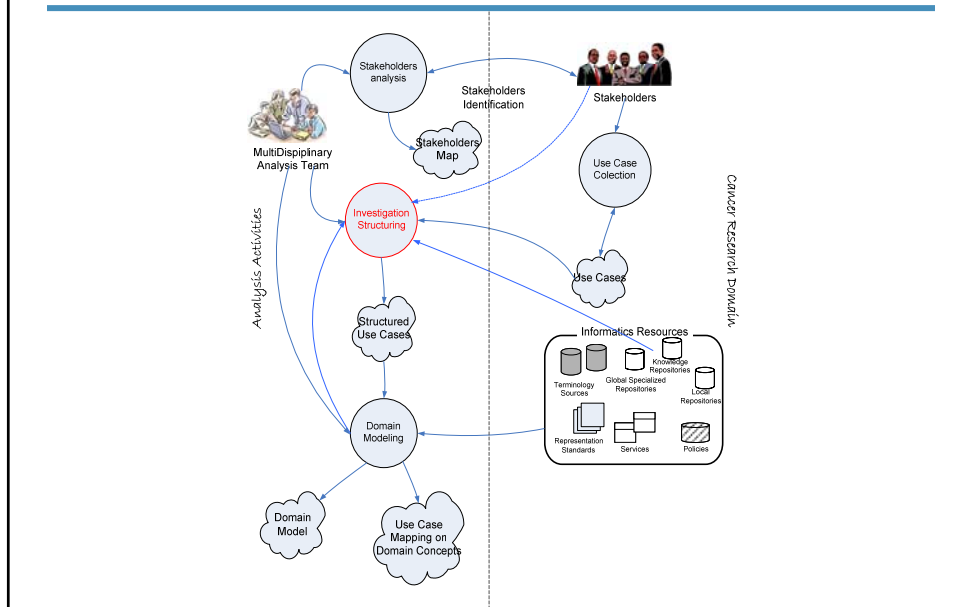 Stakeholders
analysis
Stakeholders
Identification
Stakeholders
MultiDispiplinary
Analysis Team
Stakeholders
Map
Use Case
Colection
Investigation
Structuring
Analysis Activities
Cancer Research Domain
Use Cases
Structured
Use Cases
Informatics Resources
Terminology
Sources
Global Specialized
Repositories
Knowledge
Repositories
Local
Repositories
Representation
Standards
Services
Policies
Domain
Modeling
Domain
Model
Use Case
Mapping on
Domain Concepts